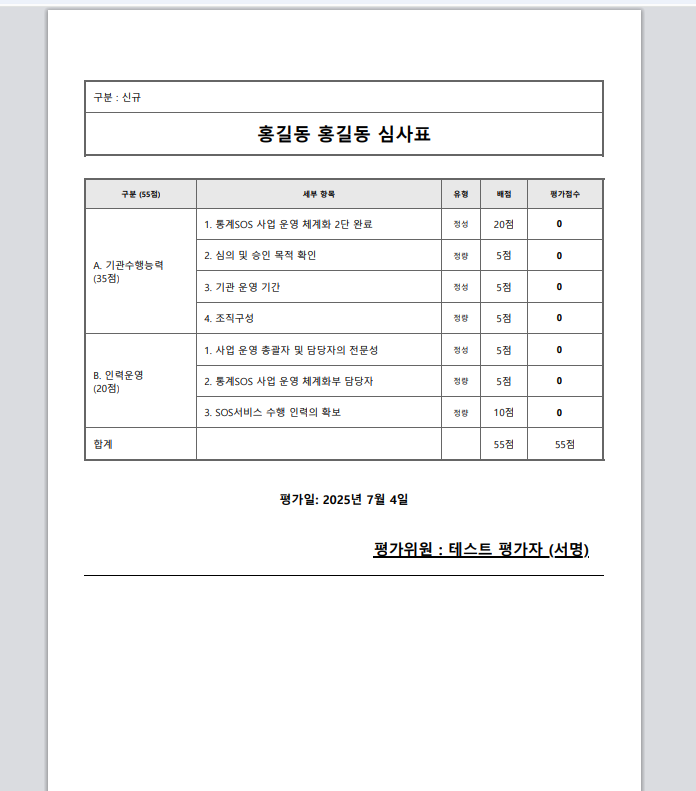 구분 : 신규
홍길동 홍길동 심사표
구분 (55점) 세부 항목 유형 배점 평가점수
A. 기관수행능력
(35점)
1. 통계SOS 사업 운영 체계화 2단 완료 정성 20점 0
2. 심의 및 승인 목적 확인 정량 5점 0
3. 기관 운영 기간 정성 5점 0
4. 조직구성 정량 5점 0
B. 인력운영
(20점)
1. 사업 운영 총괄자 및 담당자의 전문성 정성 5점 0
2. 통계SOS 사업 운영 체계화부 담당자 정량 5점 0
3. SOS서비스 수행 인력의 확보 정량 10점 0
합계 55점 55점
평가일: 2025년 7월 4일
평가위원 : 테스트 평가자 (서명)